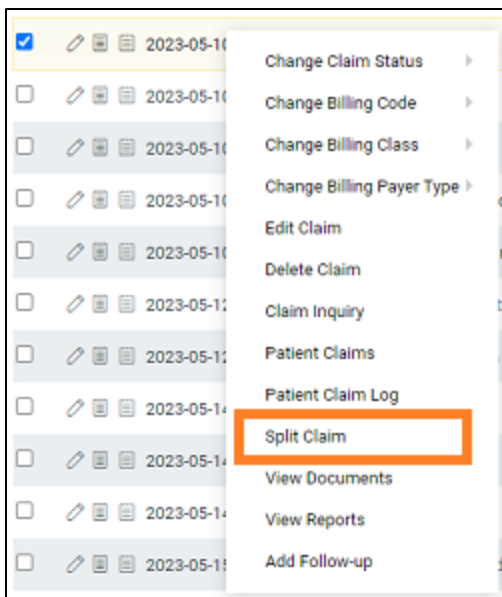 2023-05-10
Change Claim Status
2023-05-10
Change Billing Code
2023-05-10
Change Billing Class
2023-05-10
Change Billing Payer Type
Edit Claim
2023-05-10
Delete Claim
2023-05-12
Claim Inquiry
2023-05-12
Patient Claims
2023-05-14
Patient Claim Log
Split Claim
2023-05-14
View Documents
2023-05-14
View Reports
2023-05-15
Add Follow-up